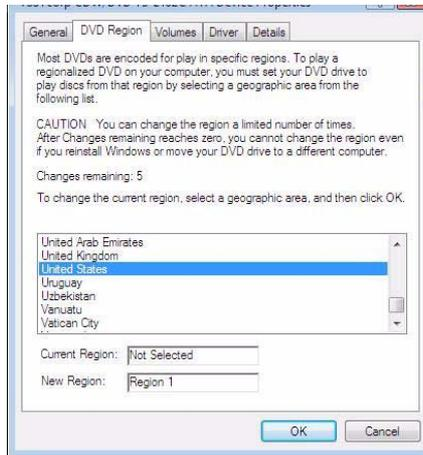 Device Properties
General DVD Region Volumes Driver Details
Most DVDs are encoded for play in specific regions. To play a
regionalized DVD on your computer, you must set your DVD drive to
play discs from that region by selecting a geographic area from the
following list.
CAUTION You can change the region a limited number of times.
After Changes remaining reaches zero, you cannot change the region even
if you reinstall Windows or move your DVD drive to a different computer.
Changes remaining: 5
To change the current region, select a geographic area, and then click OK.
United Arab Emirates
United Kingdom
United States
Uruguay
Uzbekistan
Vanuatu
Vatican City
Current Region: Not Selected
New Region: Region 1
OK Cancel